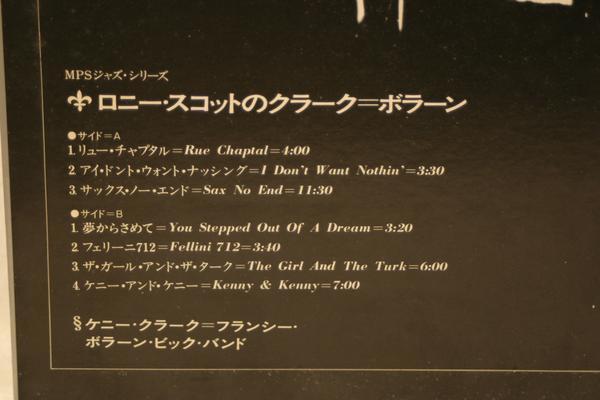 MPSジャズ・シリーズ
⚜ ロニー・スコットのクラーク＝ボラーン
●サイド＝A
1. リュー・チャプタル＝Rue Chaptal＝4:00
2. アイ・ドント・ウォント・ナッシング＝I Don't Want Nothin'＝3:30
3. サックス・ノー・エンド＝Sax No End＝11:30
●サイド＝B
1. 夢からさめて＝You Stepped Out Of A Dream＝3:20
2. フェリーニ712＝Fellini 712＝3:40
3. ザ・ガール・アンド・ザ・ターク＝The Girl And The Turk＝6:00
4. ケニー・アンド・ケニー＝Kenny & Kenny＝7:00
§ケニー・クラーク＝フランシー・
ボラーン・ビック・バンド